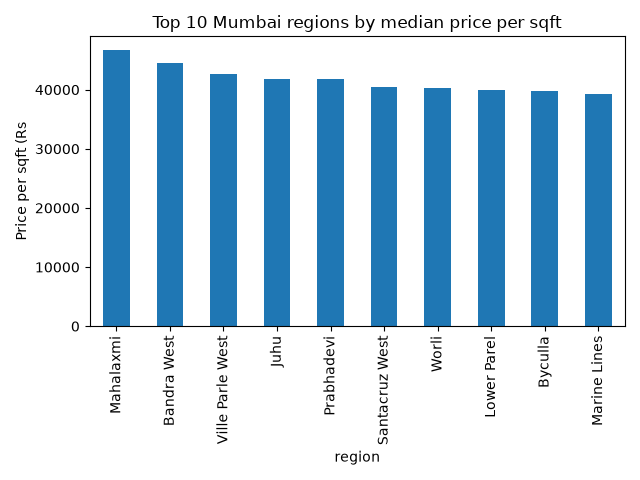 Top 10 Mumbai regions by median price per sqft
Price per sqft (Rs
40000
30000
20000
10000
0
Mahalaxmi
Bandra West
Ville Parle West
Juhu
Prabhadevi
Santacruz West
Worli
Lower Parel
Byculla
Marine Lines
region